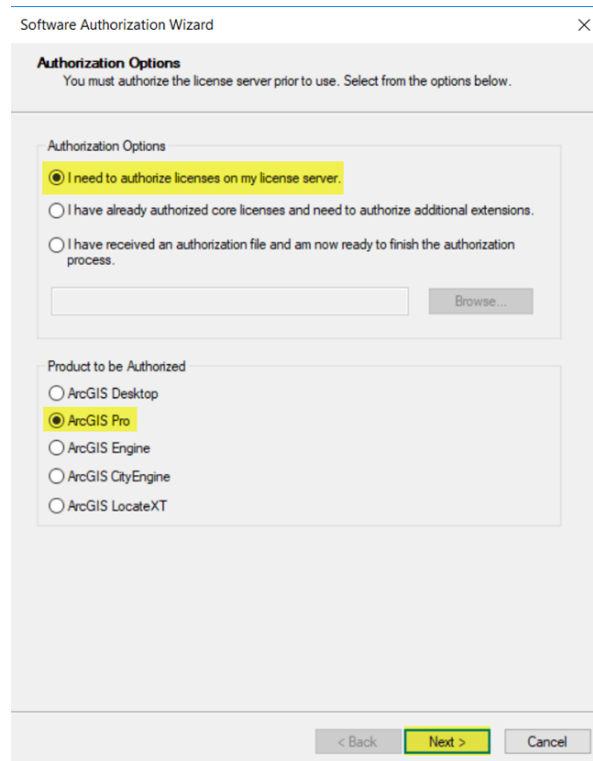 Software Authorization Wizard
Authorization Options
You must authorize the license server prior to use. Select from the options below.
Authorization Options
I need to authorize licenses on my license server.
I have already authorized core licenses and need to authorize additional extensions.
I have received an authorization file and am now ready to finish the authorization
process.
Browse...
Product to be Authorized
ArcGIS Desktop
ArcGIS Pro
ArcGIS Engine
ArcGIS CityEngine
ArcGIS LocateXT
< Back Next > Cancel